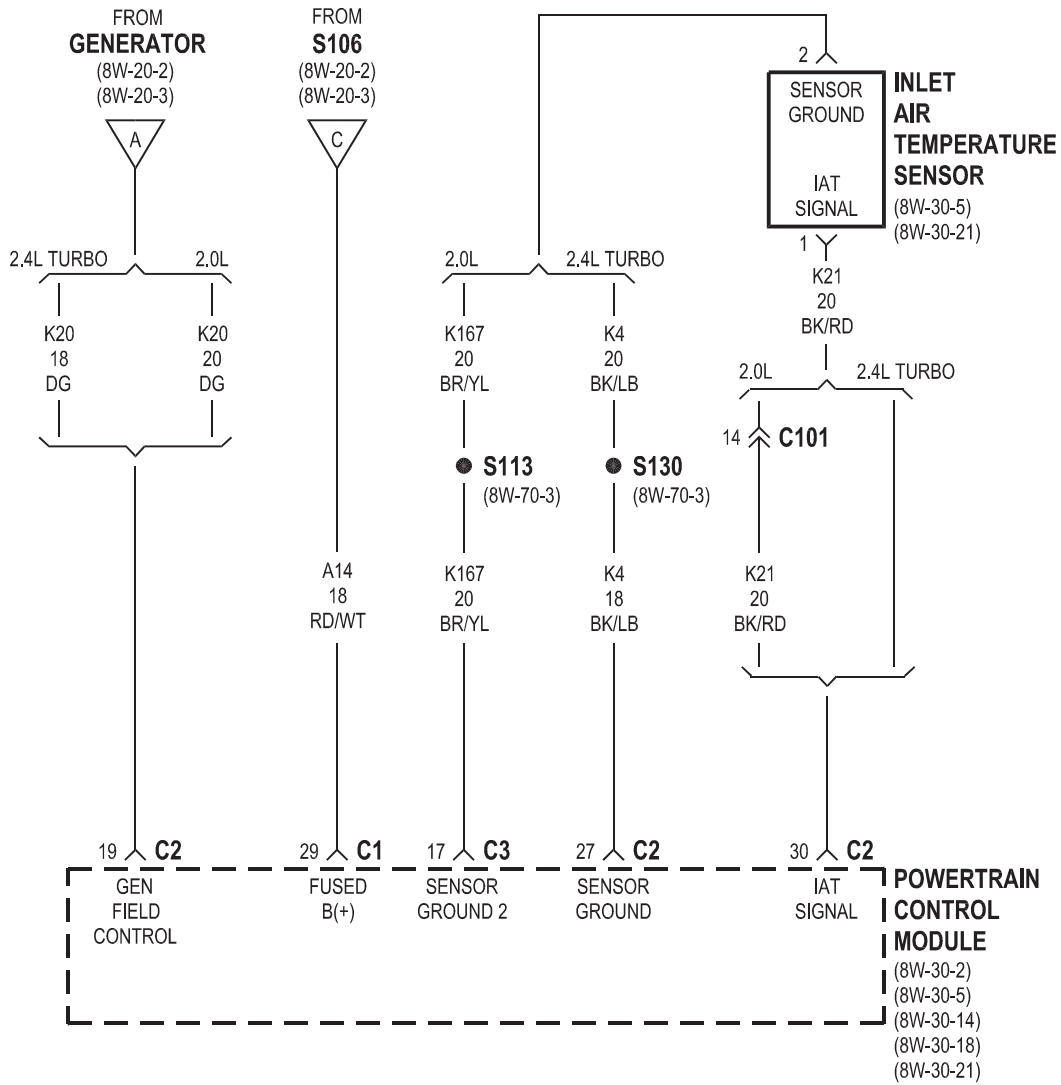 FROM
GENERATOR
(8W-20-2)
(8W-20-3)
A
FROM
S106
(8W-20-2)
(8W-20-3)
C
2
SENSOR
GROUND
IAT
SIGNAL
1
INLET
AIR
TEMPERATURE
SENSOR
(8W-30-5)
(8W-30-21)
2.4L TURBO
2.0L
K20
18
DG
K20
20
DG
2.0L
2.4L TURBO
K167
20
BR/YL
K4
20
BK/LB
K21
20
BK/RD
2.0L
2.4L TURBO
14
C101
S113
(8W-70-3)
S130
(8W-70-3)
A14
18
RD/WT
K167
20
BR/YL
K4
18
BK/LB
K21
20
BK/RD
19
C2
29
C1
17
C3
27
C2
30
C2
GEN
FIELD
CONTROL
FUSED
B(+)
SENSOR
GROUND 2
SENSOR
GROUND
IAT
SIGNAL
POWERTRAIN
CONTROL
MODULE
(8W-30-2)
(8W-30-5)
(8W-30-14)
(8W-30-18)
(8W-30-21)